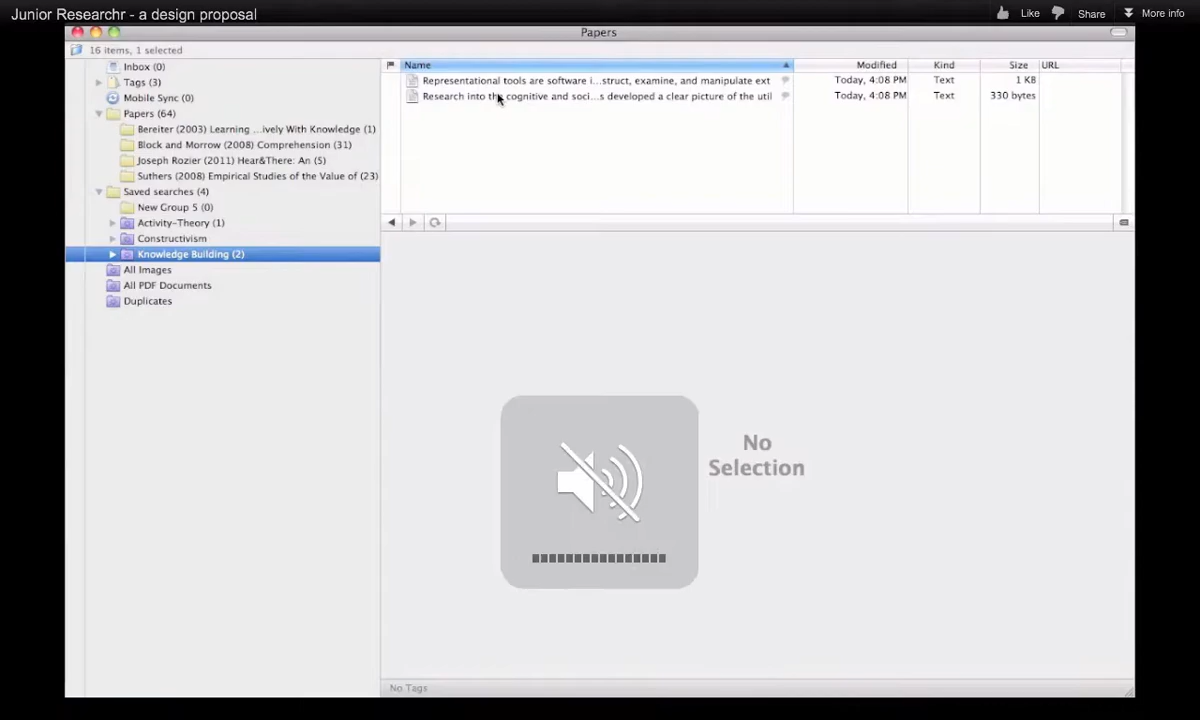 Junior Researchr - a design proposal
Like
Share
More info
Papers
16 items, 1 selected
Inbox (0)
Tags (3)
Mobile Sync (0)
Papers (64)
Bereiter (2003) Learning ...ively With Knowledge (1)
Block and Morrow (2008) Comprehension (31)
Joseph Rozier (2011) Hear&There: An (5)
Suthers (2008) Empirical Studies of the Value of (23)
Saved searches (4)
New Group 5 (0)
Activity-Theory (1)
Constructivism
Knowledge Building (2)
All Images
All PDF Documents
Duplicates
Name Modified Kind Size URL
Representational tools are software i...struct, examine, and manipulate ext Today, 4:08 PM Text 1 KB
Research into the cognitive and soci...s developed a clear picture of the util Today, 4:08 PM Text 330 bytes
No
Selection
No Tags